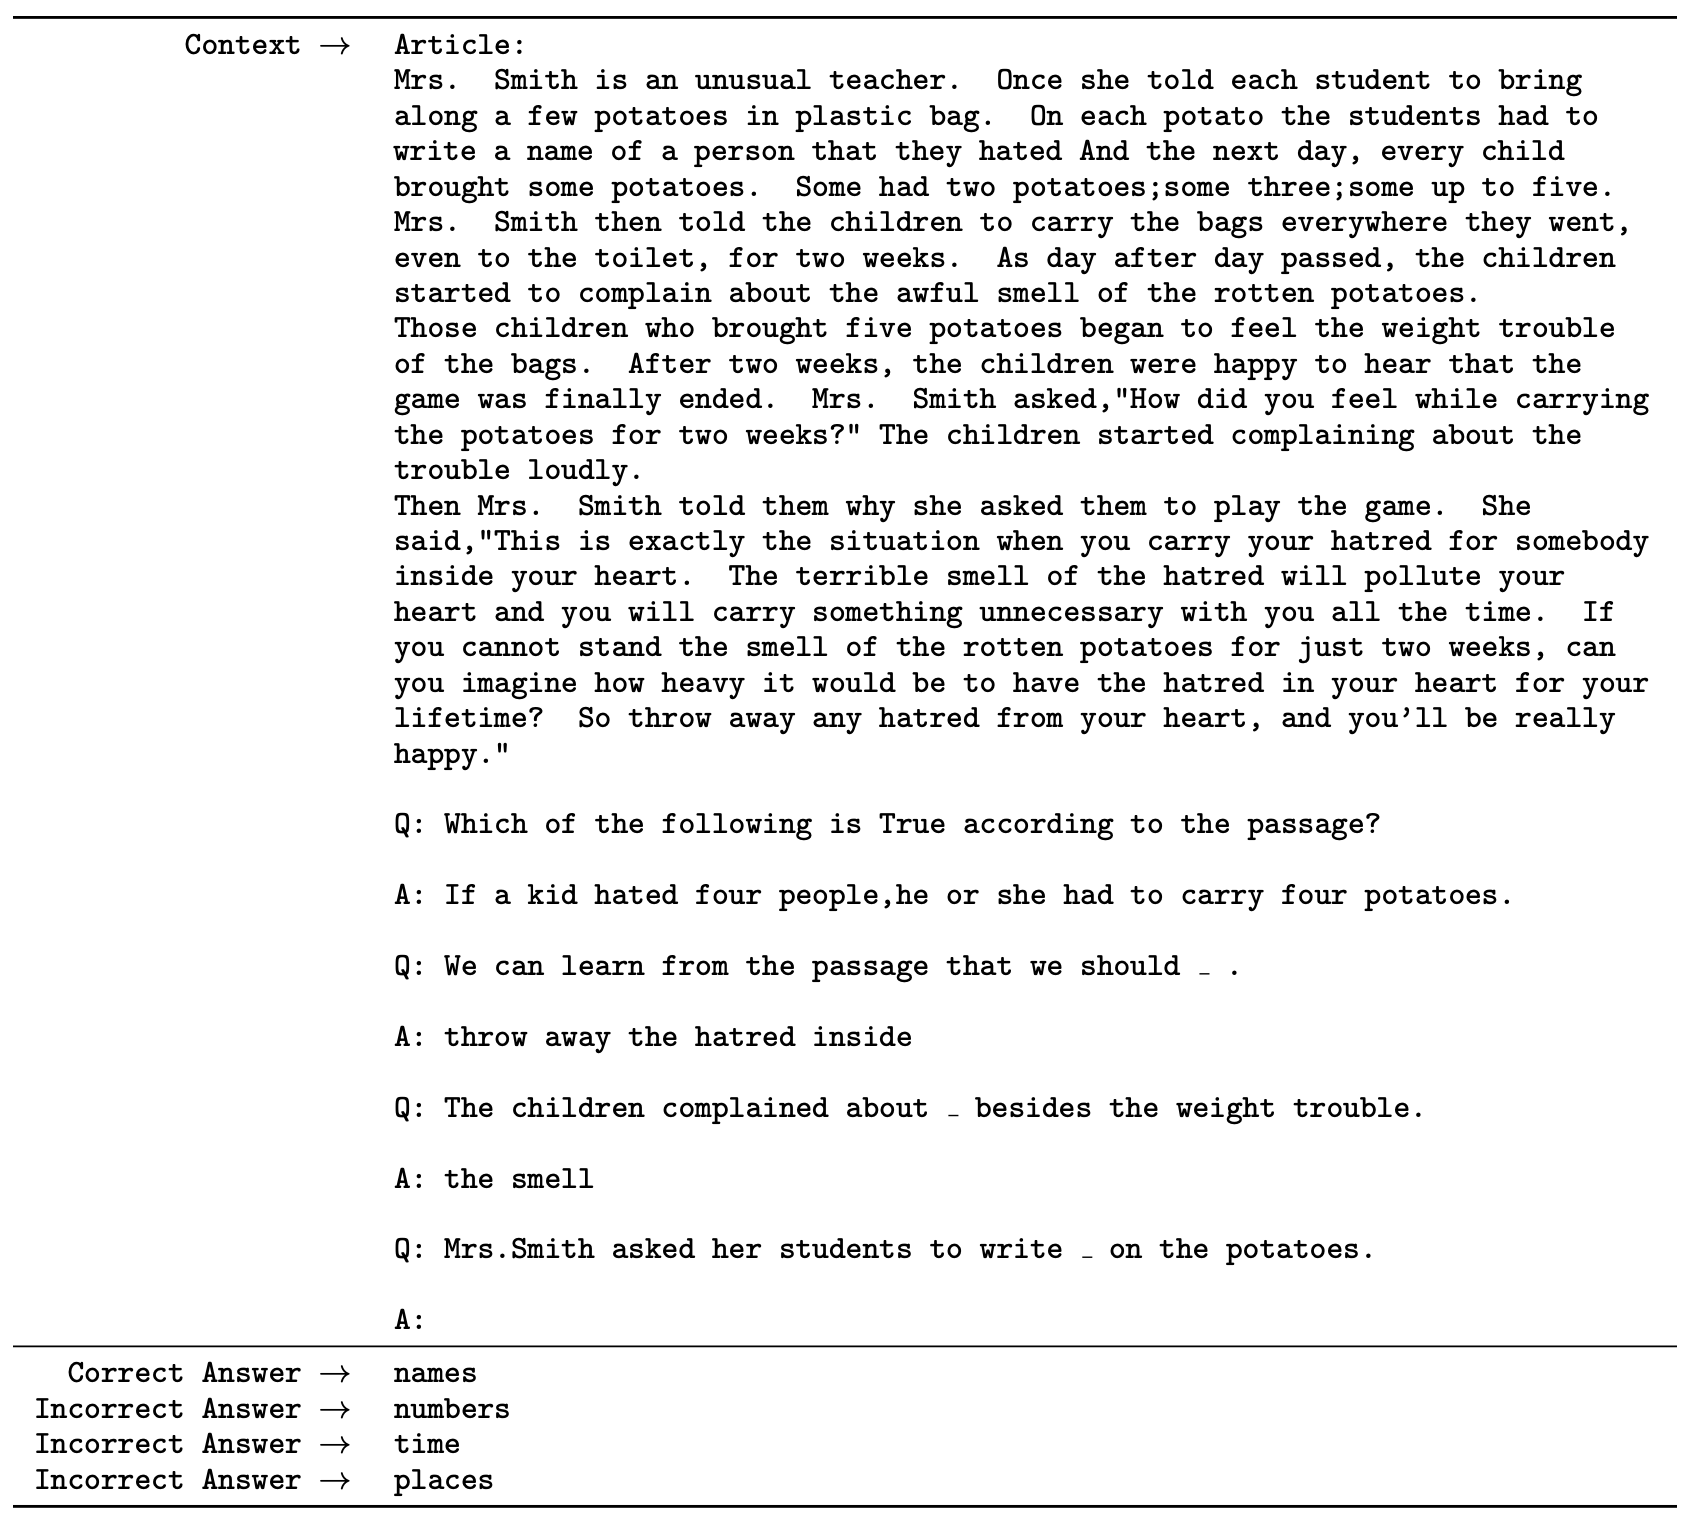 Context → Article:
Mrs. Smith is an unusual teacher. Once she told each student to bring
along a few potatoes in plastic bag. On each potato the students had to
write a name of a person that they hated And the next day, every child
brought some potatoes. Some had two potatoes;some three;some up to five.
Mrs. Smith then told the children to carry the bags everywhere they went,
even to the toilet, for two weeks. As day after day passed, the children
started to complain about the awful smell of the rotten potatoes.
Those children who brought five potatoes began to feel the weight trouble
of the bags. After two weeks, the children were happy to hear that the
game was finally ended. Mrs. Smith asked,"How did you feel while carrying
the potatoes for two weeks?" The children started complaining about the
trouble loudly.
Then Mrs. Smith told them why she asked them to play the game. She
said,"This is exactly the situation when you carry your hatred for somebody
inside your heart. The terrible smell of the hatred will pollute your
heart and you will carry something unnecessary with you all the time. If
you cannot stand the smell of the rotten potatoes for just two weeks, can
you imagine how heavy it would be to have the hatred in your heart for your
lifetime? So throw away any hatred from your heart, and you'll be really
happy."
Q: Which of the following is True according to the passage?
A: If a kid hated four people,he or she had to carry four potatoes.
Q: We can learn from the passage that we should _ .
A: throw away the hatred inside
Q: The children complained about _ besides the weight trouble.
A: the smell
Q: Mrs.Smith asked her students to write _ on the potatoes.
A:
Correct Answer → names
Incorrect Answer → numbers
Incorrect Answer → time
Incorrect Answer → places